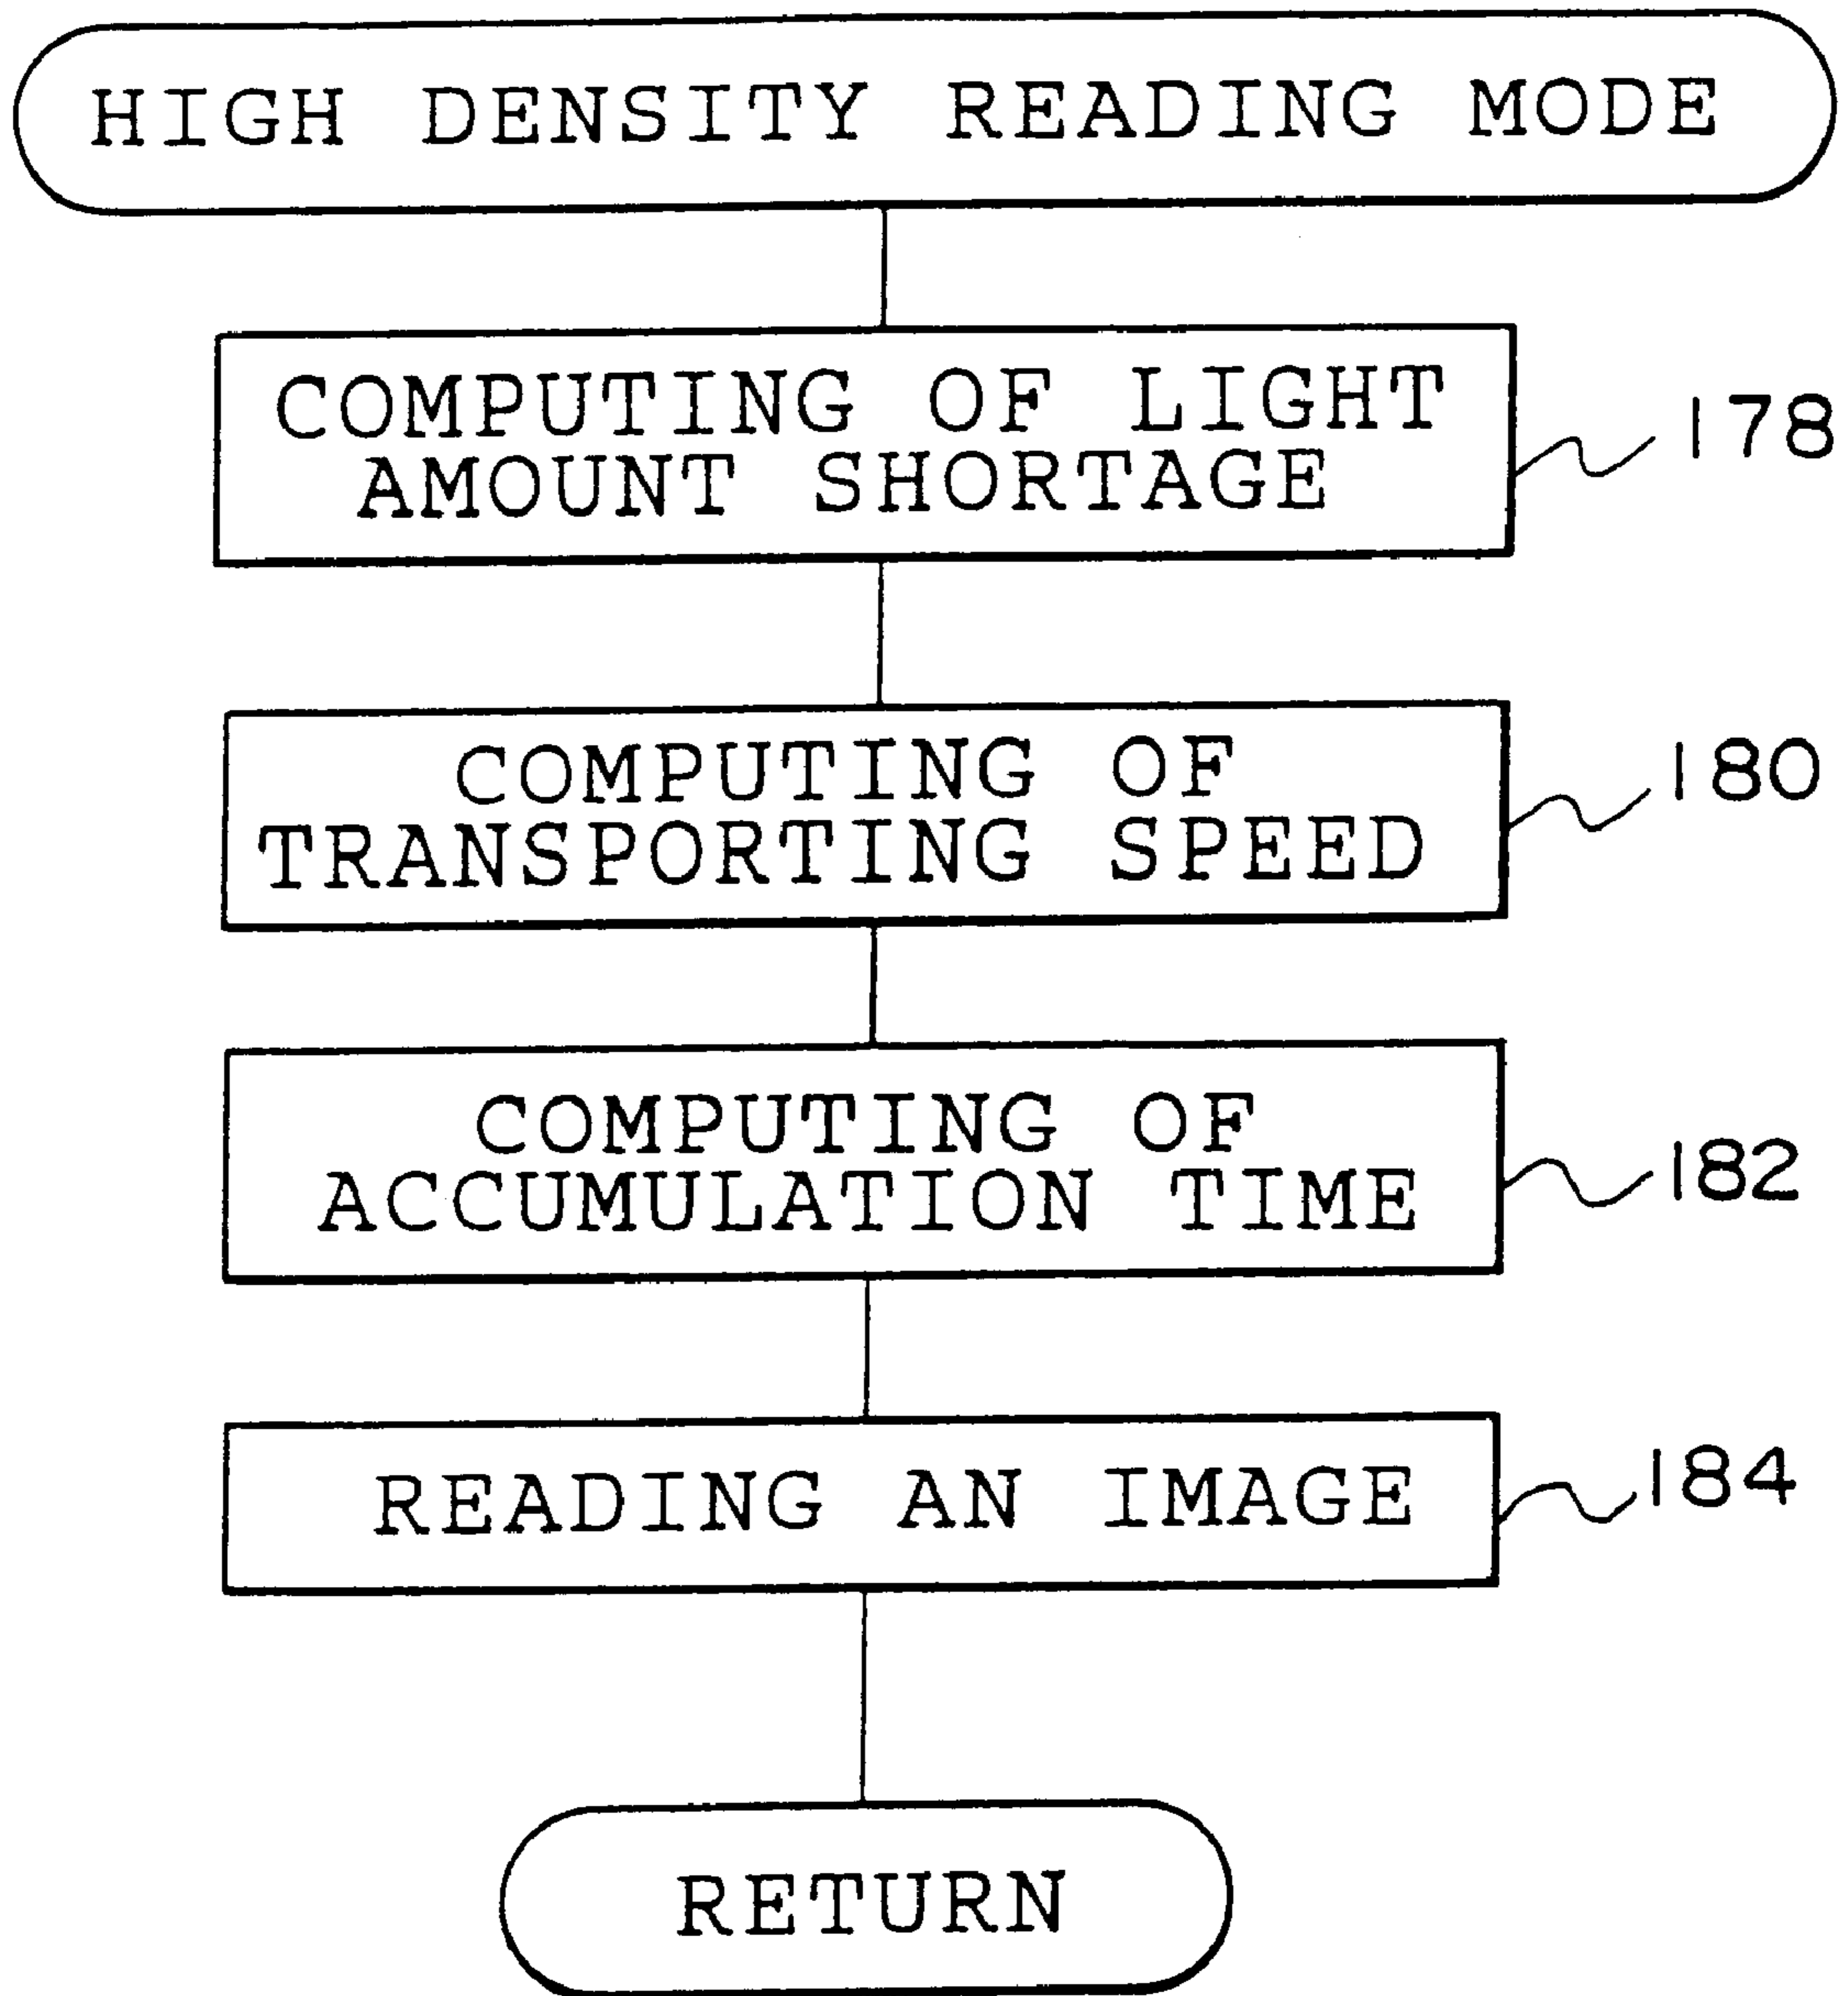 HIGH DENSITY READING MODE
COMPUTING OF LIGHT
AMOUNT SHORTAGE
178
COMPUTING OF
TRANSPORTING SPEED
180
COMPUTING OF
ACCUMULATION TIME
182
READING AN IMAGE
184
RETURN